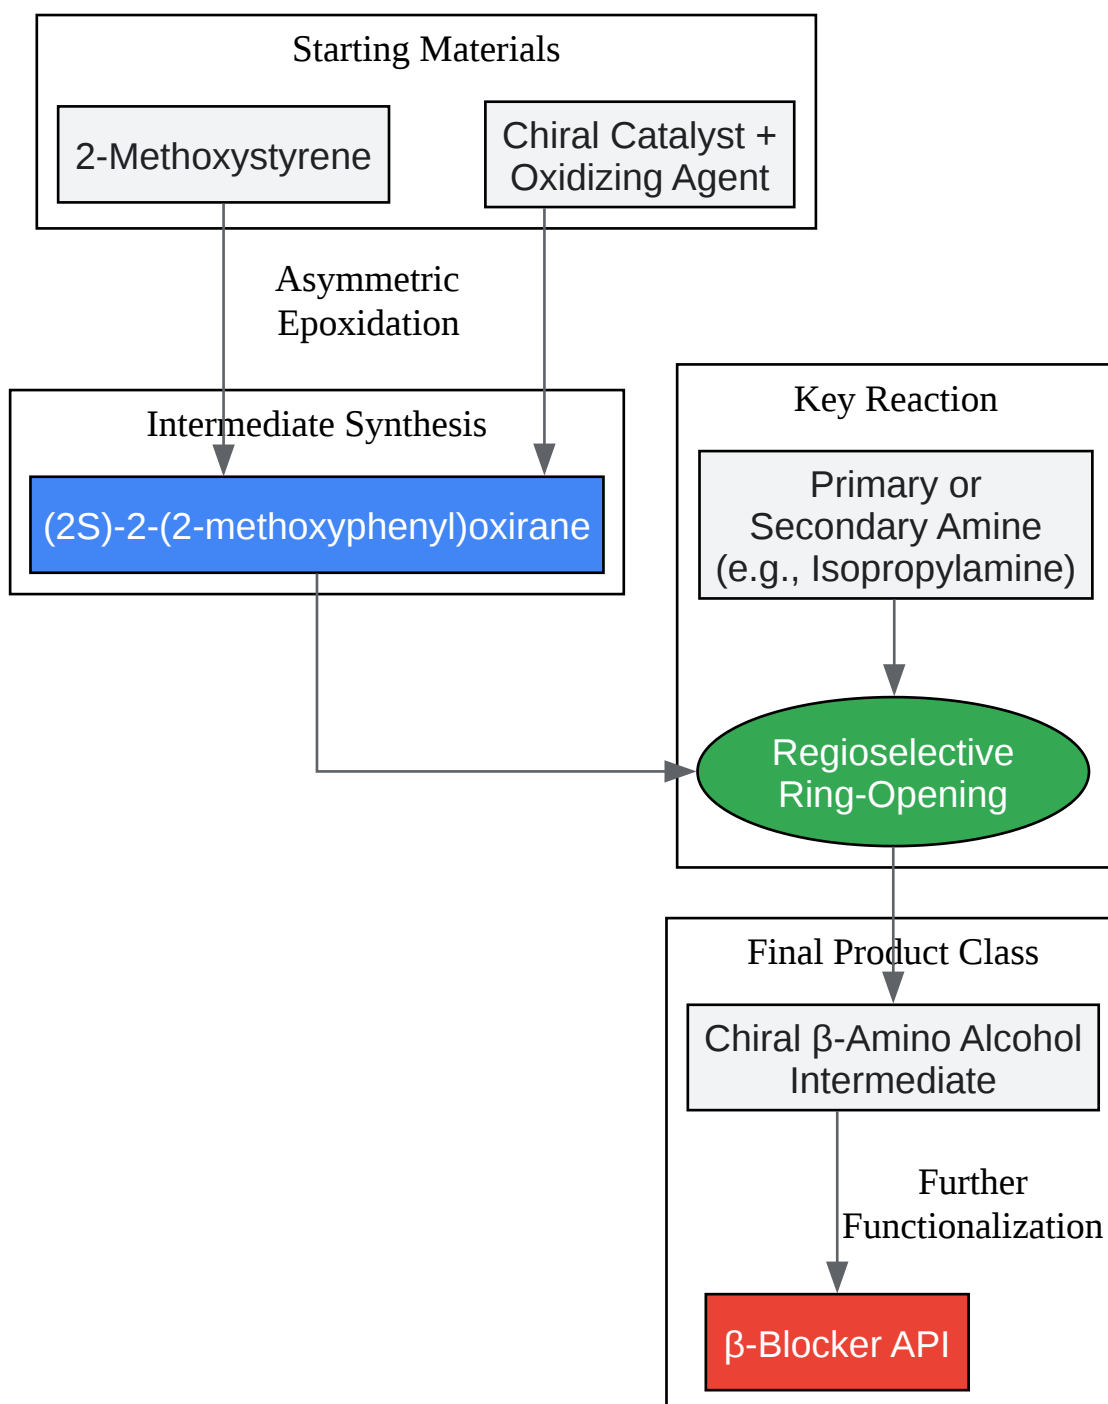 Starting Materials
2-Methoxystyrene
Chiral Catalyst +
Oxidizing Agent
Asymmetric
Epoxidation
Intermediate Synthesis
(2S)-2-(2-methoxyphenyl)oxirane
Key Reaction
Primary or
Secondary Amine
(e.g., Isopropylamine)
Regioselective
Ring-Opening
Final Product Class
Chiral β-Amino Alcohol
Intermediate
Further
Functionalization
β-Blocker API